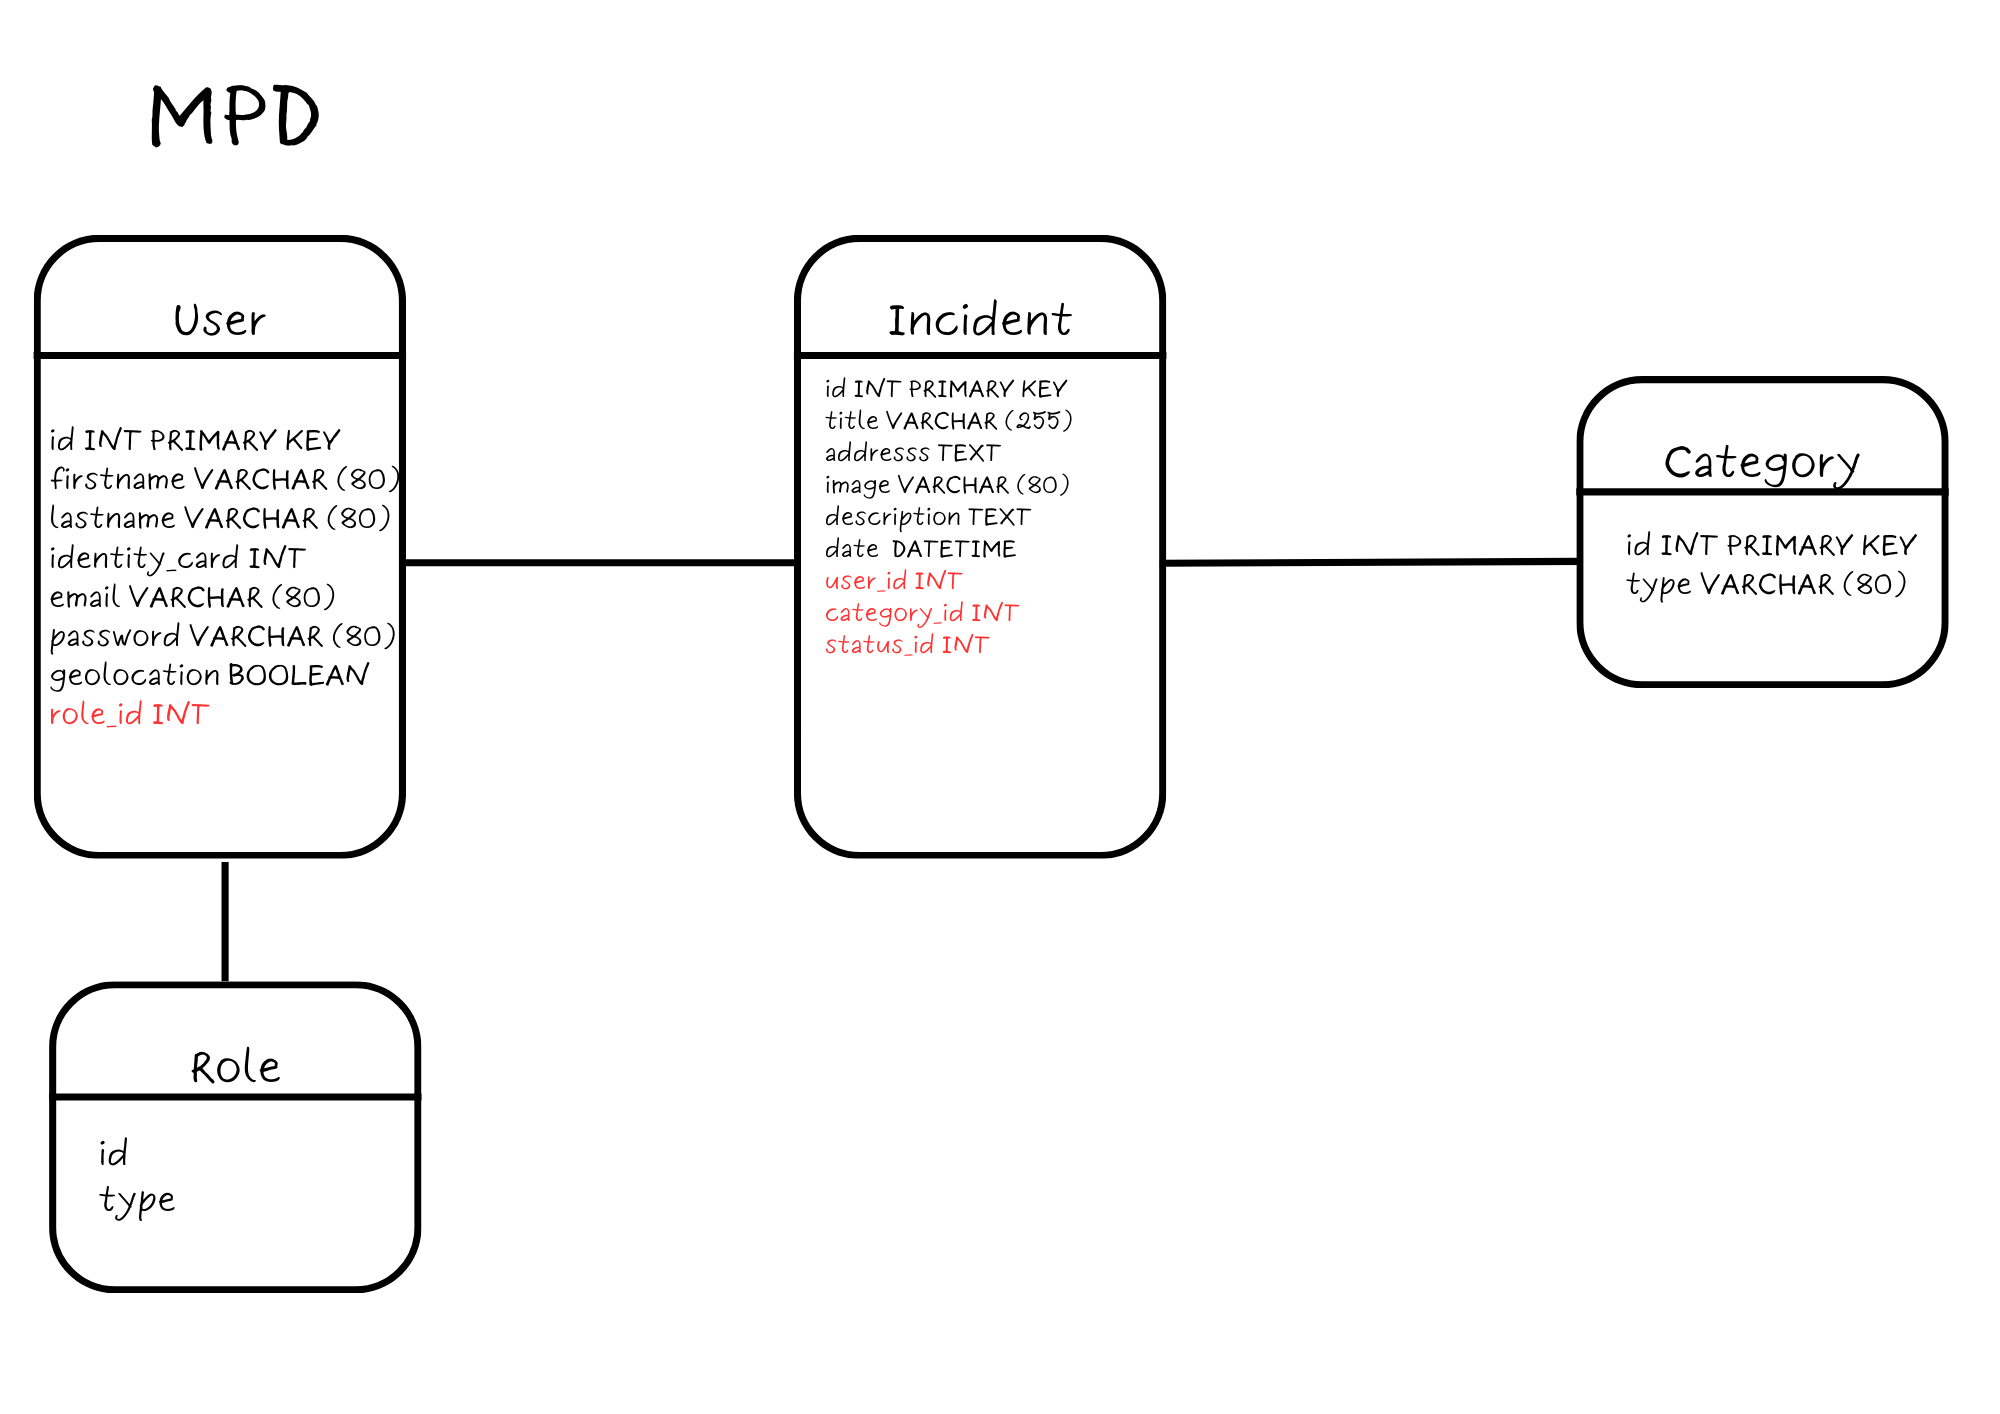 MPD
User
id INT PRIMARY KEY
firstname VARCHAR (80)
lastname VARCHAR (80)
identity_card INT
email VARCHAR (80)
password VARCHAR (80)
geolocation BOOLEAN
role_id INT
Incident
id INT PRIMARY KEY
title VARCHAR (255)
addresss TEXT
image VARCHAR (80)
description TEXT
date DATETIME
user_id INT
category_id INT
status_id INT
Category
id INT PRIMARY KEY
type VARCHAR (80)
Role
id
type